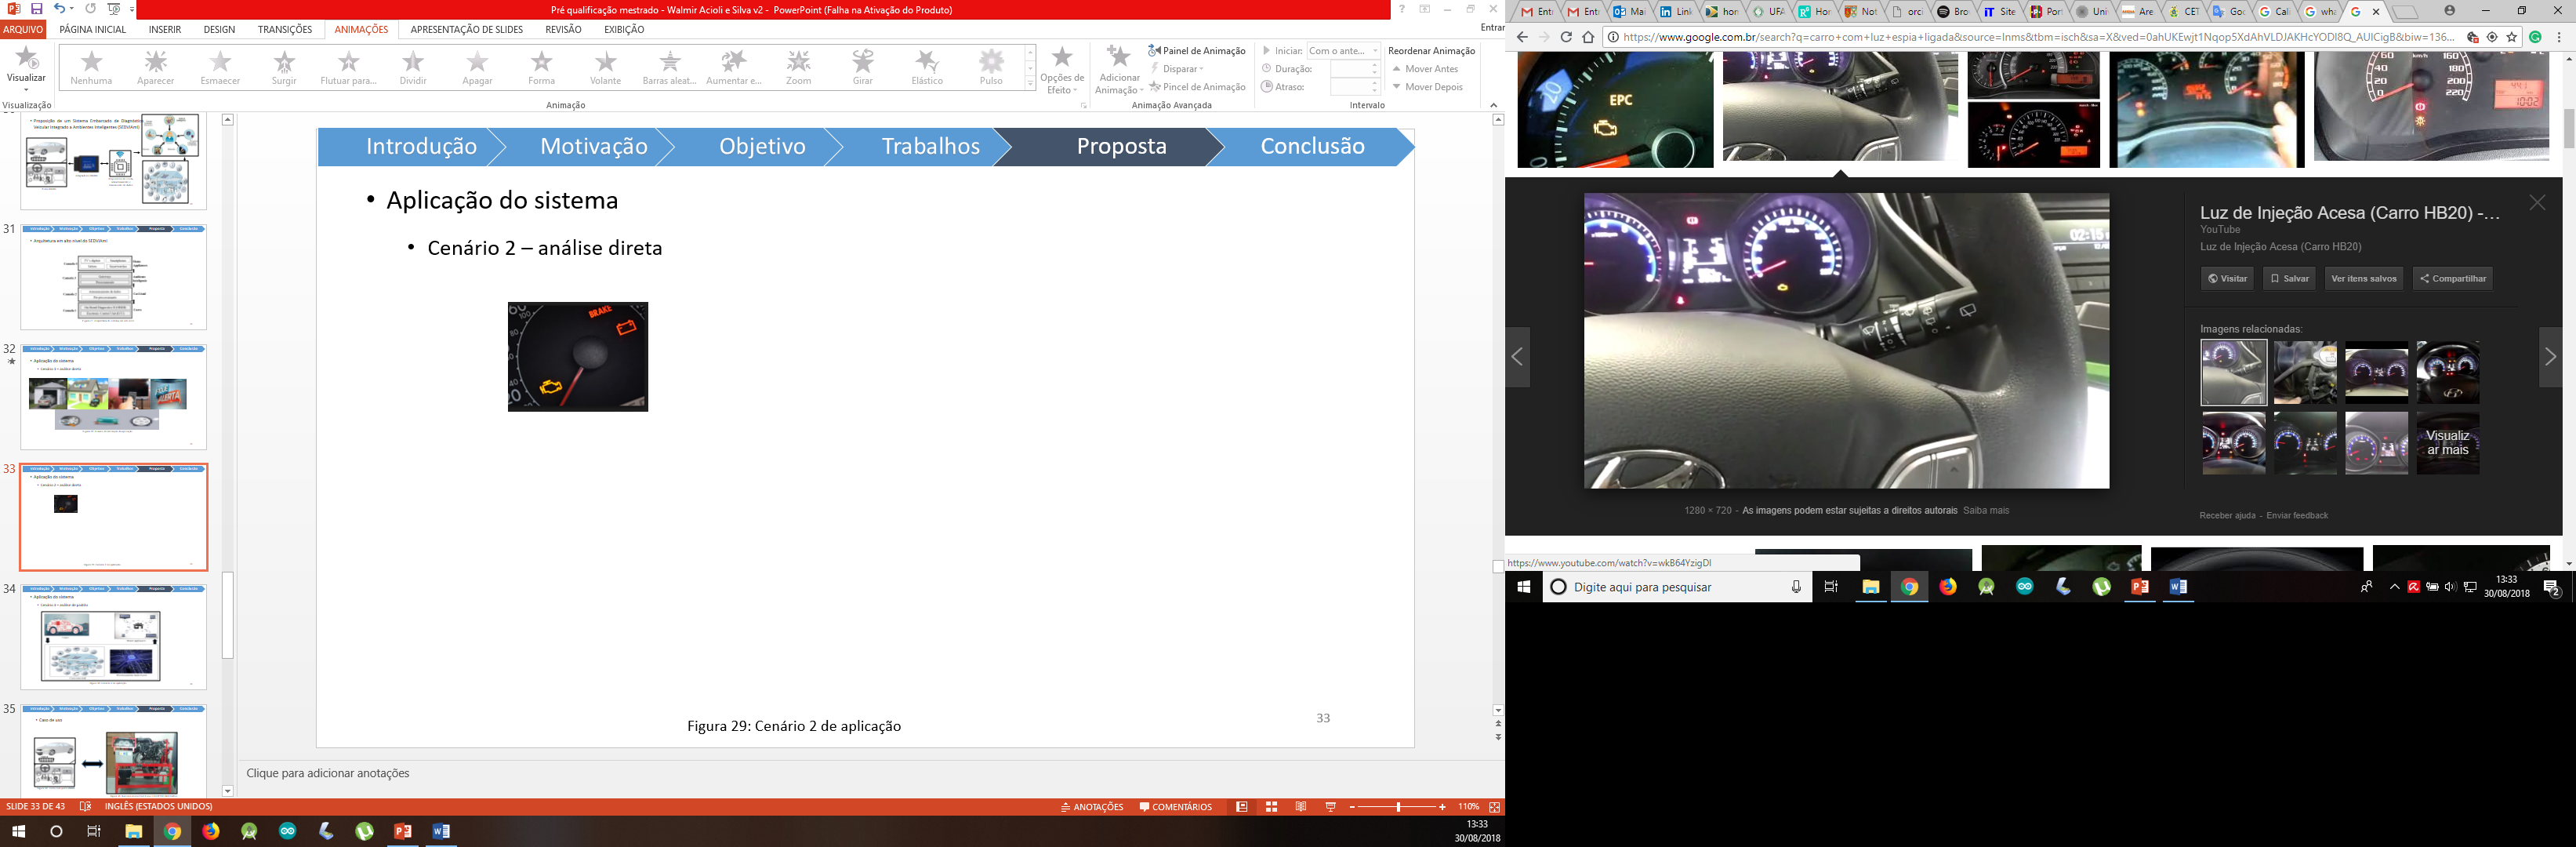 Pré qualificação mestrado - Walmir Acioli e Silva v2 - PowerPoint (Falha na Ativação do Produto)
Entrar
ARQUIVO PÁGINA INICIAL INSERIR DESIGN TRANSIÇÕES ANIMAÇÕES APRESENTAÇÃO DE SLIDES REVISÃO EXIBIÇÃO
Visualizar
Nenhuma Aparecer Esmaecer Surgir Flutuar para... Dividir Apagar Forma Volante Barras aleat... Aumentar e... Zoom Girar Elástico Pulso
Opções de Efeito
Adicionar Animação
Painel de Animação
Disparar
Pincel de Animação
Iniciar: Com o ante...
Duração:
Atraso:
Reordenar Animação
Mover Antes
Mover Depois
Visualização Animação Animação Avançada Intervalo
31
32
33
34
35
Introdução Motivação Objetivo Trabalhos Proposta Conclusão
• Aplicação do sistema
• Cenário 2 – análise direta
BRAKE
Figura 29: Cenário 2 de aplicação
33
Clique para adicionar anotações
SLIDE 33 DE 43 INGLÊS (ESTADOS UNIDOS) ANOTAÇÕES COMENTÁRIOS 110%
13:33
30/08/2018
https://www.google.com.br/search?q=carro+com+luz+espia+ligada&source=lnms&tbm=isch&sa=X&ved=0ahUKEwjt1Nqop5XdAhVLDJAKHcYODl8Q_AUICigB&biw=136...
EPC
Luz de Injeção Acesa (Carro HB20) -...
YouTube
Luz de Injeção Acesa (Carro HB20)
Visitar Salvar Ver itens salvos Compartilhar
Imagens relacionadas:
Visualiz
ar mais
1280 × 720 - As imagens podem estar sujeitas a direitos autorais Saiba mais
Receber ajuda - Enviar feedback
https://www.youtube.com/watch?v=wkB64YzigDI
Digite aqui para pesquisar
13:33
30/08/2018